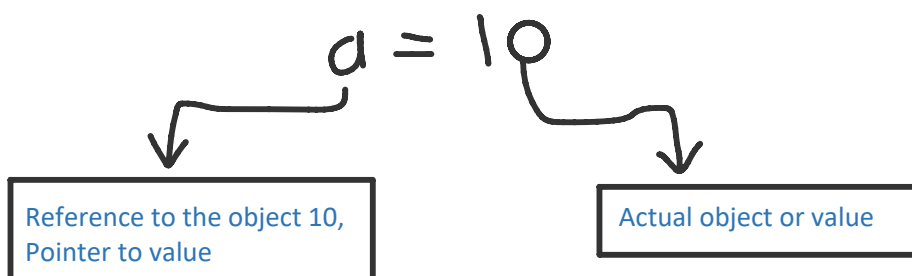 a = 10
Reference to the object 10,
Pointer to value
Actual object or value